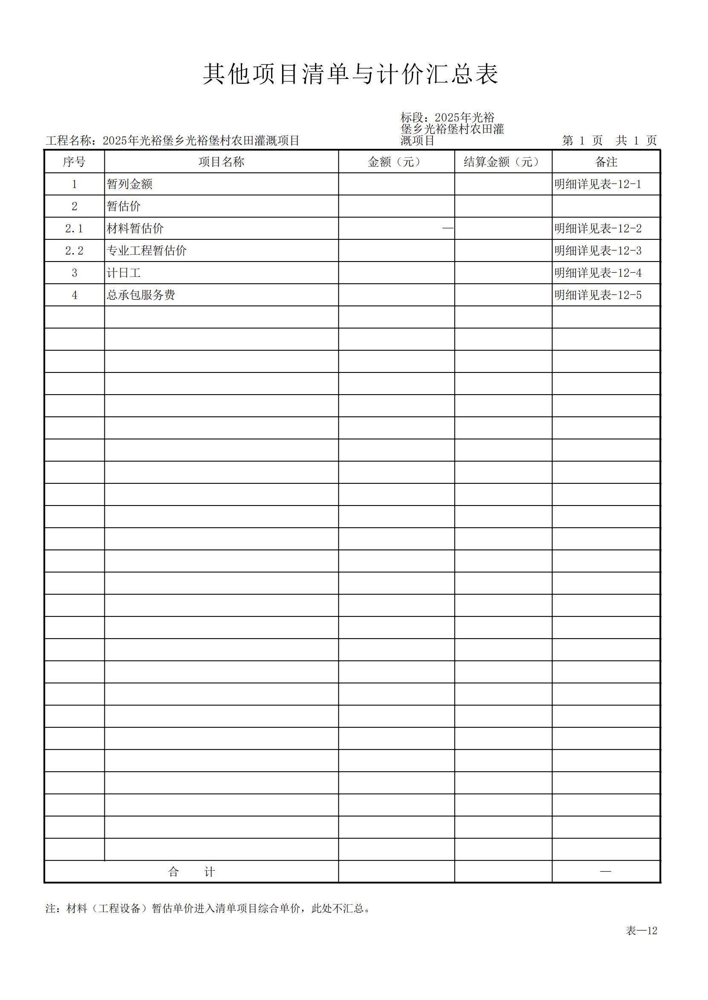 其他项目清单与计价汇总表
标段：2025年光裕
堡乡光裕堡村农田灌
工程名称：2025年光裕堡乡光裕堡村农田灌溉项目 溉项目 第 1 页 共 1 页
序号 项目名称 金额（元） 结算金额（元） 备注
1 暂列金额 明细详见表-12-1
2 暂估价
2.1 材料暂估价 — 明细详见表-12-2
2.2 专业工程暂估价 明细详见表-12-3
3 计日工 明细详见表-12-4
4 总承包服务费 明细详见表-12-5
合 计 —
注：材料（工程设备）暂估单价进入清单项目综合单价，此处不汇总。
表—12